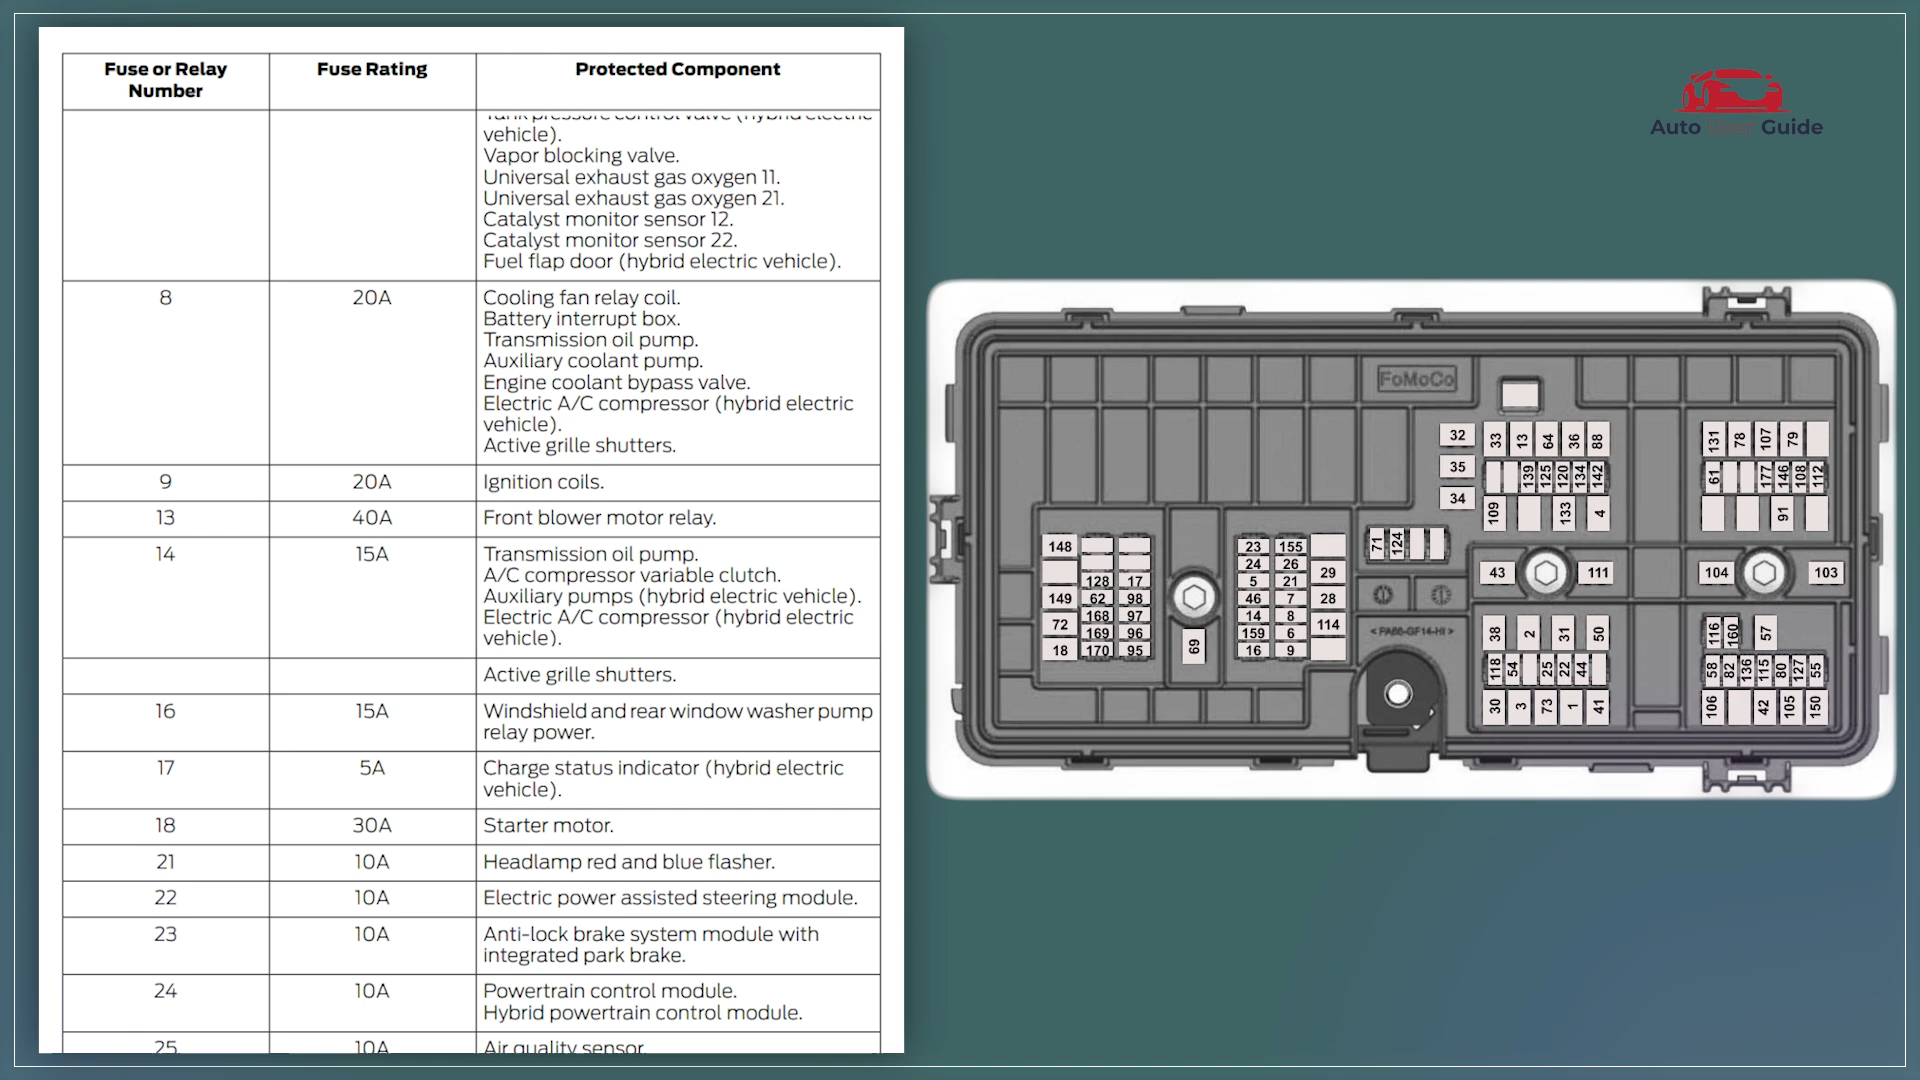 Fuse or Relay Number
Fuse Rating
Protected Component
Tank pressure control valve (hybrid electric
vehicle).
Vapor blocking valve.
Universal exhaust gas oxygen 11.
Universal exhaust gas oxygen 21.
Catalyst monitor sensor 12.
Catalyst monitor sensor 22.
Fuel flap door (hybrid electric vehicle).
8
20A
Cooling fan relay coil.
Battery interrupt box.
Transmission oil pump.
Auxiliary coolant pump.
Engine coolant bypass valve.
Electric A/C compressor (hybrid electric
vehicle).
Active grille shutters.
9
20A
Ignition coils.
13
40A
Front blower motor relay.
14
15A
Transmission oil pump.
A/C compressor variable clutch.
Auxiliary pumps (hybrid electric vehicle).
Electric A/C compressor (hybrid electric
vehicle).
Active grille shutters.
16
15A
Windshield and rear window washer pump
relay power.
17
5A
Charge status indicator (hybrid electric
vehicle).
18
30A
Starter motor.
21
10A
Headlamp red and blue flasher.
22
10A
Electric power assisted steering module.
23
10A
Anti-lock brake system module with
integrated park brake.
24
10A
Powertrain control module.
Hybrid powertrain control module.
25
10A
Air quality sensor.
Auto User Guide
FoMoCo
32
35
34
33 13 64 36 88
139 125 120 134 142
109 133 4
131 78 107 79
61 177 146 108 112
91
71 124
43 111
104 103
148
149
72
18
128 17
62 98
168 97
169 96
170 95
69
23 155
24 26
5 21
46 7
14 8
159 6
16 9
29
28
114
< PA66-GF14-HI >
38 2 31 50
118 54 25 22 44
30 3 73 1 41
116 160 57
58 82 136 115 80 127 55
106 42 105 150